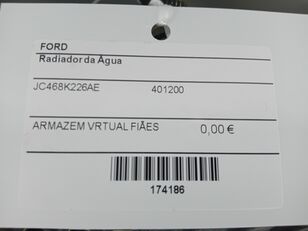 FORD
Radiador da Água
JC468K226AE 401200
ARMAZEM VRTUAL FIÃES 0,00 €
174186